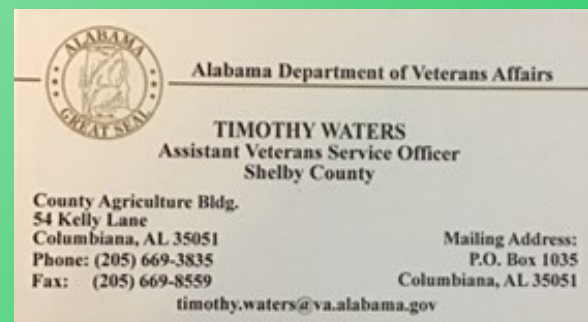 ALABAMA
GREAT SEAL
Alabama Department of Veterans Affairs
TIMOTHY WATERS
Assistant Veterans Service Officer
Shelby County
County Agriculture Bldg.
54 Kelly Lane
Columbiana, AL 35051
Phone: (205) 669-3835
Fax: (205) 669-8559
Mailing Address:
P.O. Box 1035
Columbiana, AL 35051
timothy.waters@va.alabama.gov